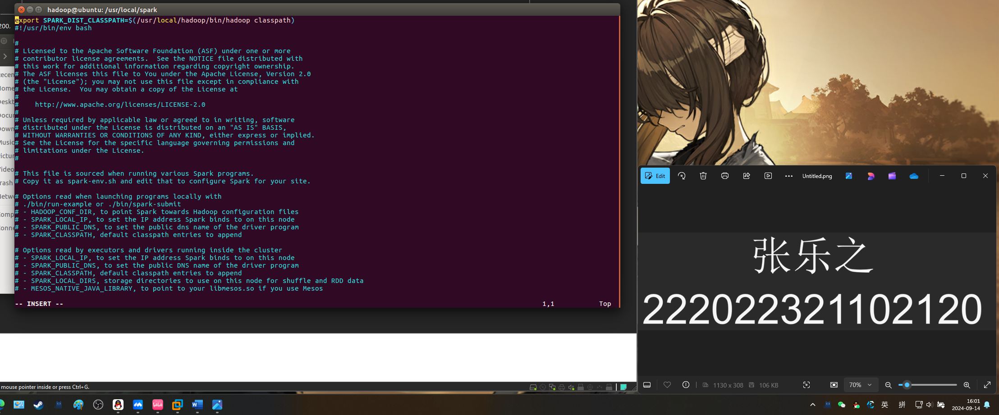 hadoop@ubuntu: /usr/local/spark
export SPARK_DIST_CLASSPATH=$(/usr/local/hadoop/bin/hadoop classpath)
#!/usr/bin/env bash
#
# Licensed to the Apache Software Foundation (ASF) under one or more
# contributor license agreements.  See the NOTICE file distributed with
# this work for additional information regarding copyright ownership.
# The ASF licenses this file to You under the Apache License, Version 2.0
# (the "License"); you may not use this file except in compliance with
# the License.  You may obtain a copy of the License at
#
#    http://www.apache.org/licenses/LICENSE-2.0
#
# Unless required by applicable law or agreed to in writing, software
# distributed under the License is distributed on an "AS IS" BASIS,
# WITHOUT WARRANTIES OR CONDITIONS OF ANY KIND, either express or implied.
# See the License for the specific language governing permissions and
# limitations under the License.
#
# This file is sourced when running various Spark programs.
# Copy it as spark-env.sh and edit that to configure Spark for your site.
# Options read when launching programs locally with
# ./bin/run-example or ./bin/spark-submit
# - HADOOP_CONF_DIR, to point Spark towards Hadoop configuration files
# - SPARK_LOCAL_IP, to set the IP address Spark binds to on this node
# - SPARK_PUBLIC_DNS, to set the public dns name of the driver program
# - SPARK_CLASSPATH, default classpath entries to append
# Options read by executors and drivers running inside the cluster
# - SPARK_LOCAL_IP, to set the IP address Spark binds to on this node
# - SPARK_PUBLIC_DNS, to set the public DNS name of the driver program
# - SPARK_CLASSPATH, default classpath entries to append
# - SPARK_LOCAL_DIRS, storage directories to use on this node for shuffle and RDD data
# - MESOS_NATIVE_JAVA_LIBRARY, to point to your libmesos.so if you use Mesos
-- INSERT --                    1,1          Top
200.
mouse pointer inside or press Ctrl+G.
Edit
Untitled.png
张乐之
222022321102120
1130 x 308
106 KB
70%
英
拼
16:01
2024-09-14